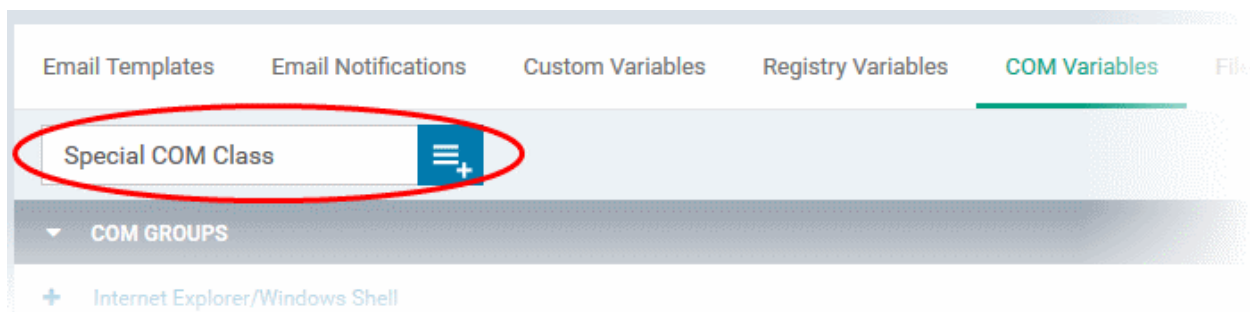 Email Templates Email Notifications Custom Variables Registry Variables COM Variables File
Special COM Class
COM GROUPS
Internet Explorer/Windows Shell